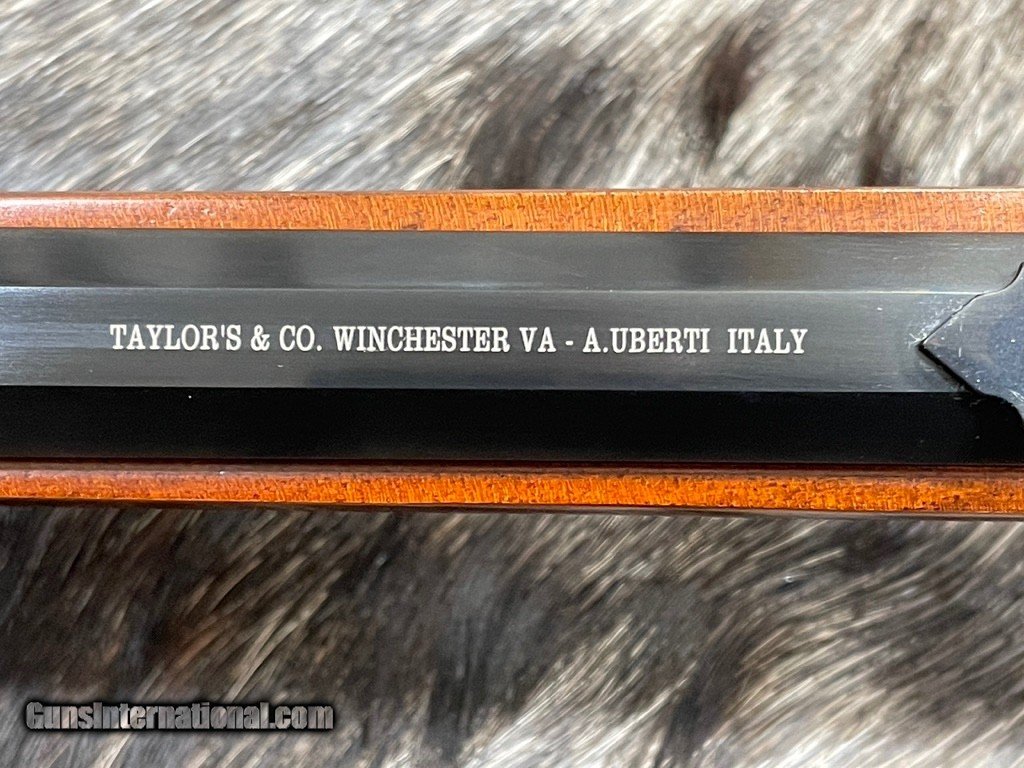 TAYLOR'S & CO. WINCHESTER VA - A.UBERTI ITALY
GunsInternational.com